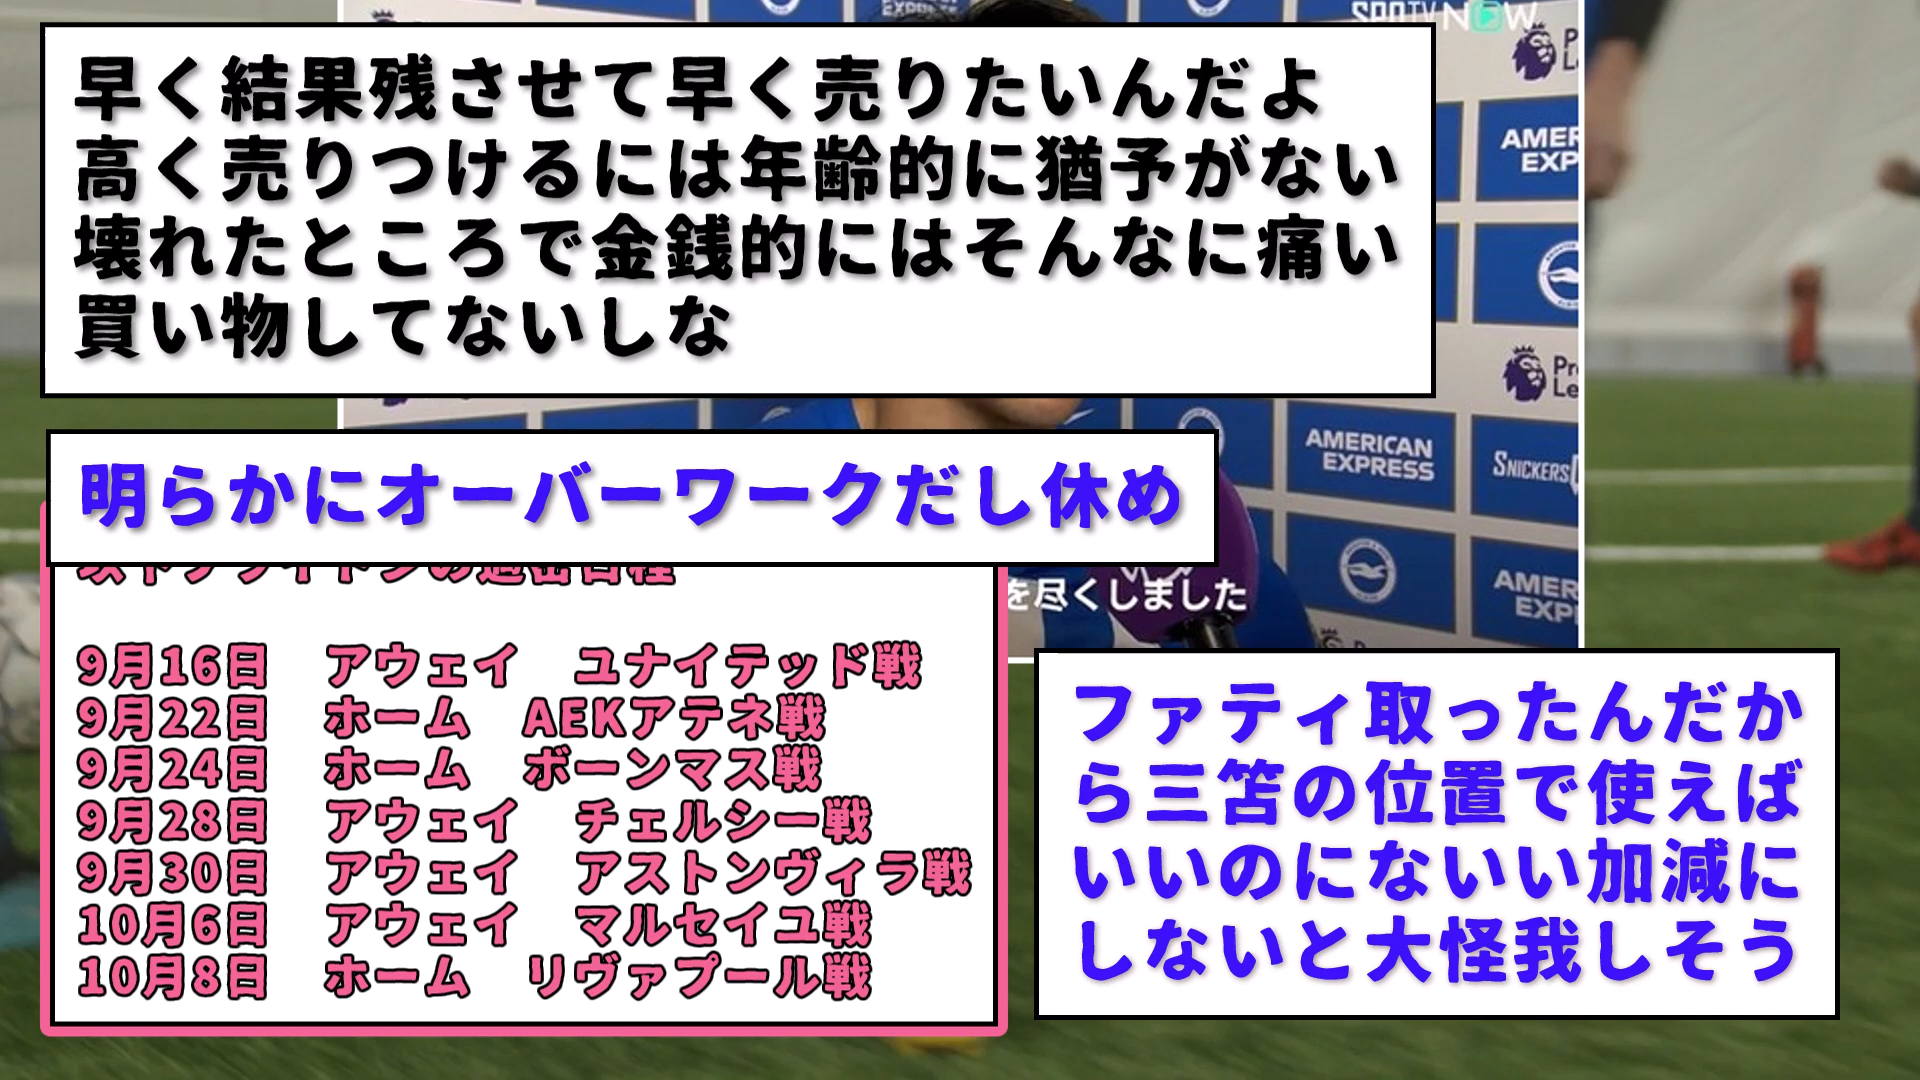 SPOTV NOW
早く結果残させて早く売りたいんだよ
高く売りつけるには年齢的に猶予がない
壊れたところで金銭的にはそんなに痛い
買い物してないしな
AMERICAN
EXPRESS
SNICKERS
明らかにオーバーワークだし休め
を尽くしました
9月16日 アウェイ ユナイテッド戦
9月22日 ホーム AEKアテネ戦
9月24日 ホーム ボーンマス戦
9月28日 アウェイ チェルシー戦
9月30日 アウェイ アストンヴィラ戦
10月6日 アウェイ マルセイユ戦
10月8日 ホーム リヴァプール戦
ファティ取ったんだか
ら三笘の位置で使えば
いいのにないい加減に
しないと大怪我しそう